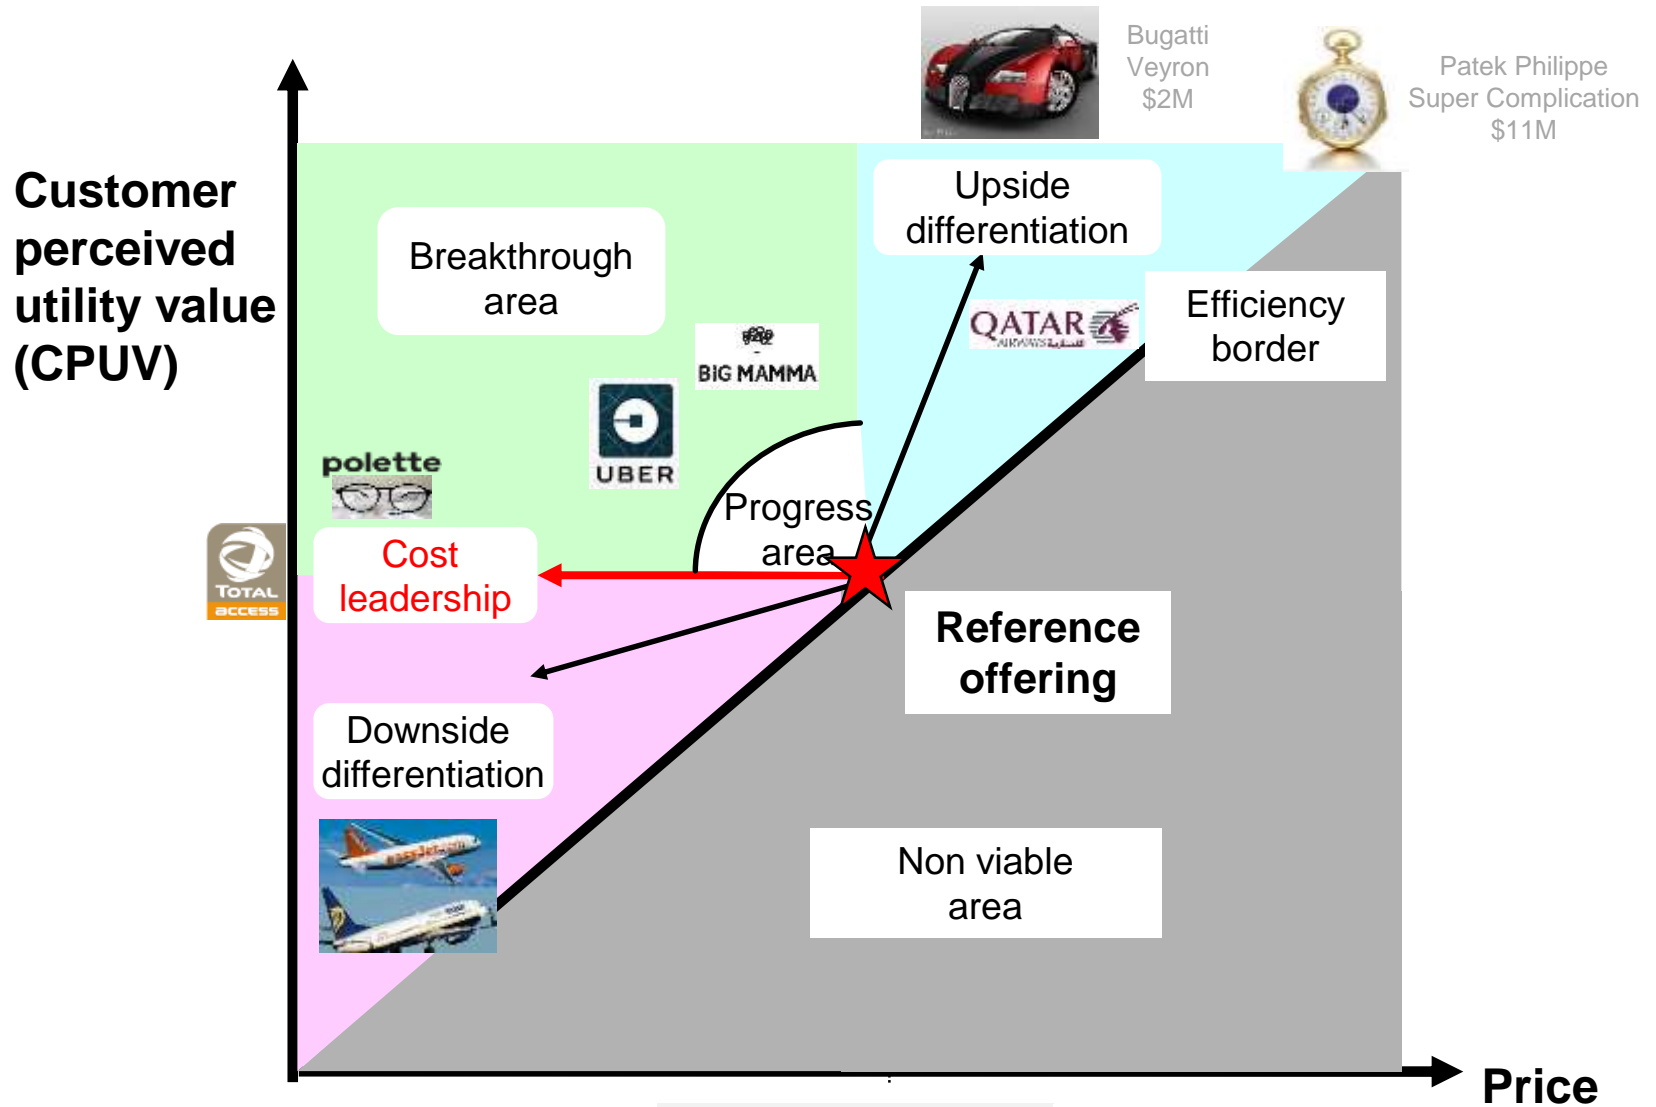 Bugatti
Veyron
$2M
Patek Philippe
Super Complication
$11M
Customer
perceived
utility value
(CPUV)
Upside
differentiation
Breakthrough
area
Efficiency
border
QATAR
AIRWAYS
BIG MAMMA
UBER
polette
Progress
area
Cost
leadership
TOTAL
access
Reference
offering
Downside
differentiation
easyJet
Non viable
area
Price